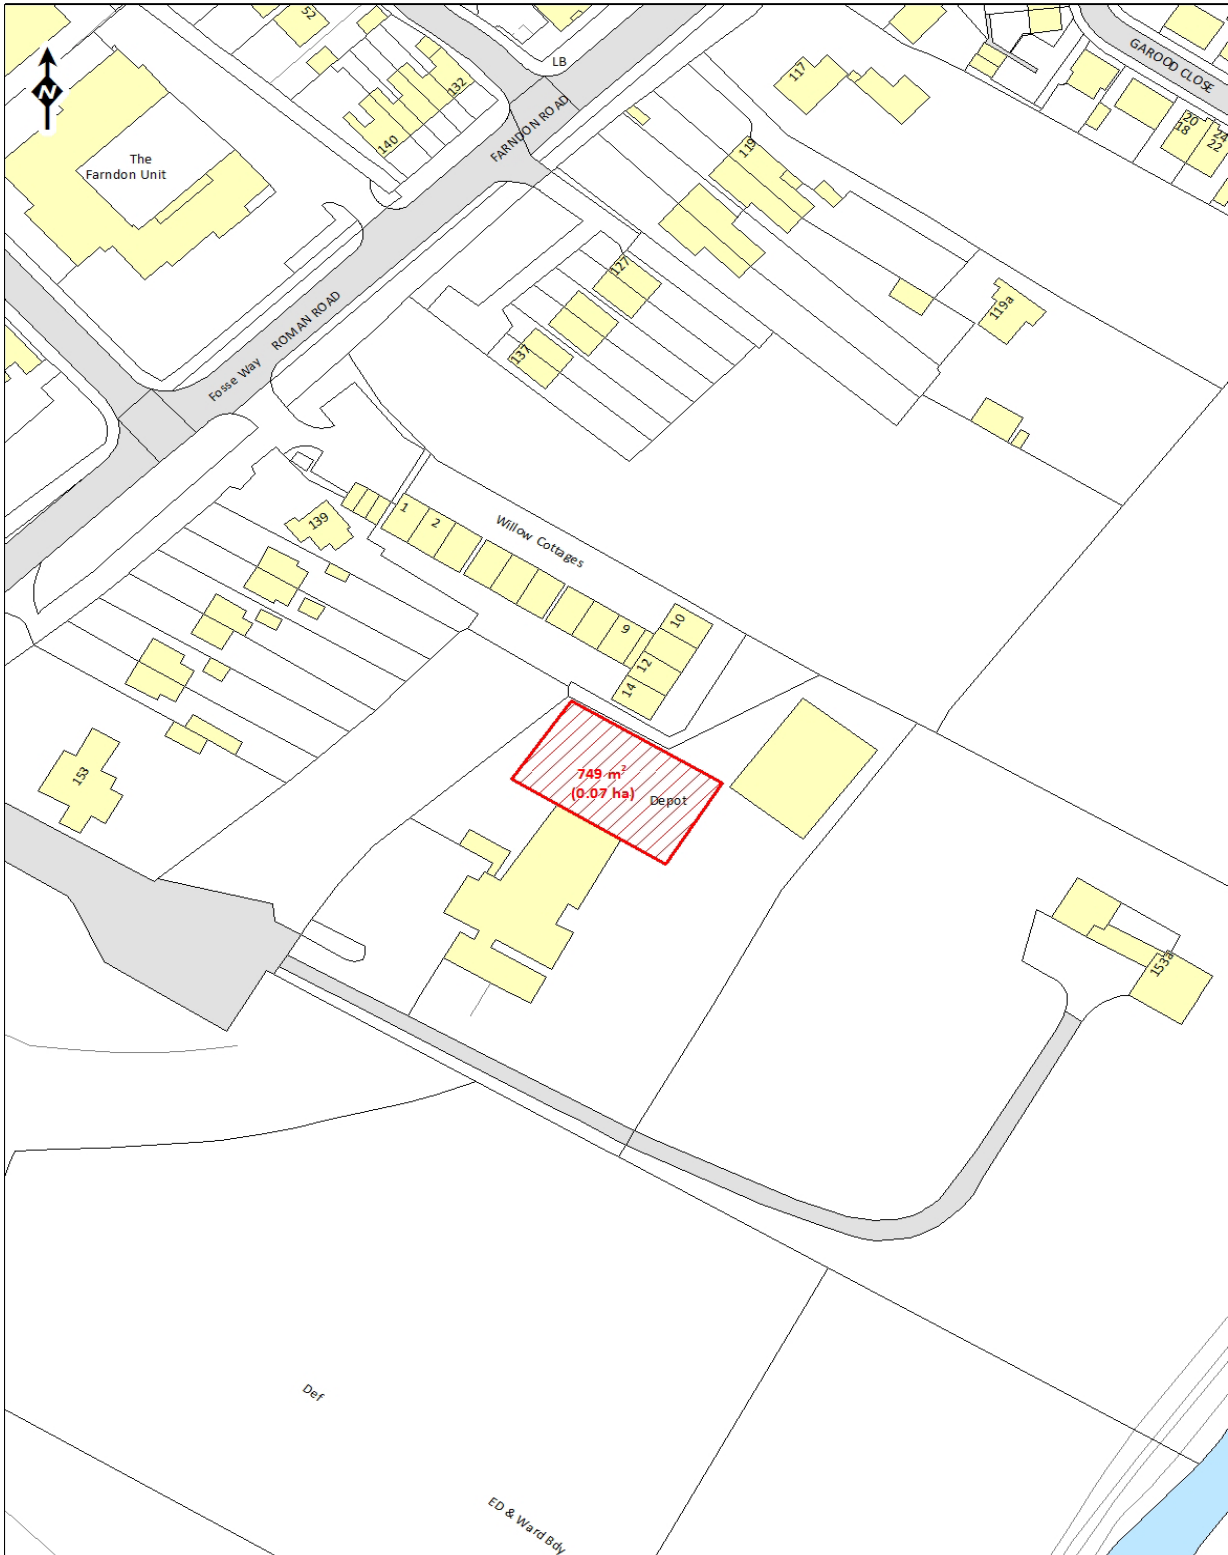 52
LB
GAROOD CLOSE
132
117
N
FARNDON ROAD
140
20
18
24
22
The
Farndon Unit
119
127
119a
ROMAN ROAD
Fosse Way
137
1
2
139
Willow Cottages
9
10
12
14
153
749 m²
(0.07 ha)
Depot
153a
Def
ED & Ward Bdy